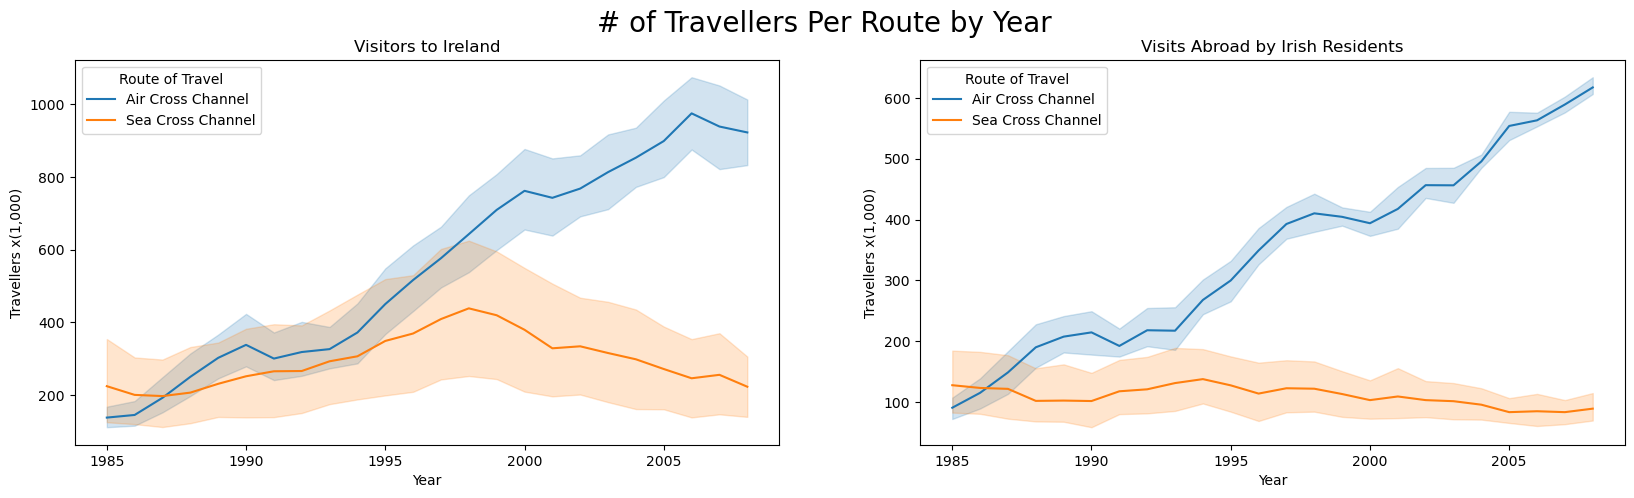 # of Travellers Per Route by Year
Visitors to Ireland
Route of Travel
Air Cross Channel
Sea Cross Channel
Travellers x(1,000)
1000
800
600
400
200
1985
1990
1995
2000
2005
Year
Visits Abroad by Irish Residents
Route of Travel
Air Cross Channel
Sea Cross Channel
Travellers x(1,000)
600
500
400
300
200
100
1985
1990
1995
2000
2005
Year